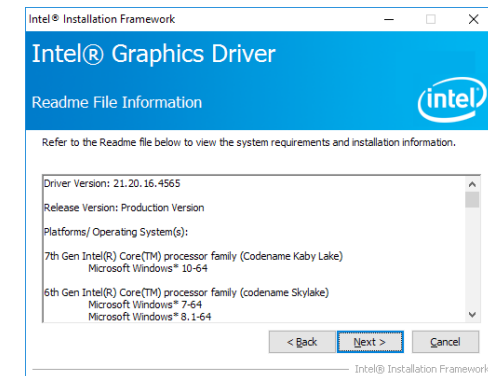 Intel® Installation Framework
Intel® Graphics Driver
Readme File Information
intel
Refer to the Readme file below to view the system requirements and installation information.
Driver Version: 21.20.16.4565
Release Version: Production Version
Platforms/ Operating System(s):
7th Gen Intel(R) Core(TM) processor family (Codename Kaby Lake)
Microsoft Windows* 10-64
6th Gen Intel(R) Core(TM) processor family (codename Skylake)
Microsoft Windows* 7-64
Microsoft Windows* 8.1-64
< Back Next > Cancel
Intel® Installation Framework